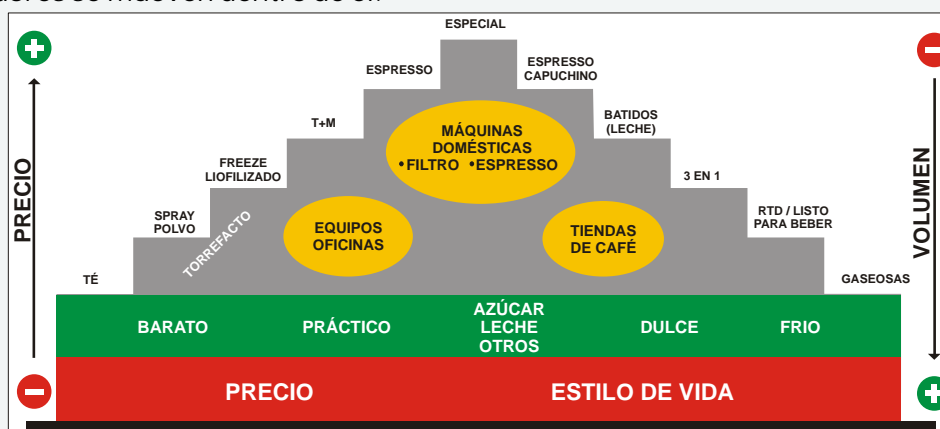 ESPECIAL
ESPRESSO
ESPRESSO
CAPUCHINO
T+M
BATIDOS
(LECHE)
FREEZE
LIOFILIZADO
3 EN 1
SPRAY
POLVO
RTD / LISTO
PARA BEBER
TÉ
GASEOSAS
TORREFACTO
MÁQUINAS
DOMÉSTICAS
•FILTRO •ESPRESSO
EQUIPOS
OFICINAS
TIENDAS
DE CAFÉ
PRECIO
VOLUMEN
BARATO
PRÁCTICO
AZÚCAR
LECHE
OTROS
DULCE
FRIO
PRECIO
ESTILO DE VIDA